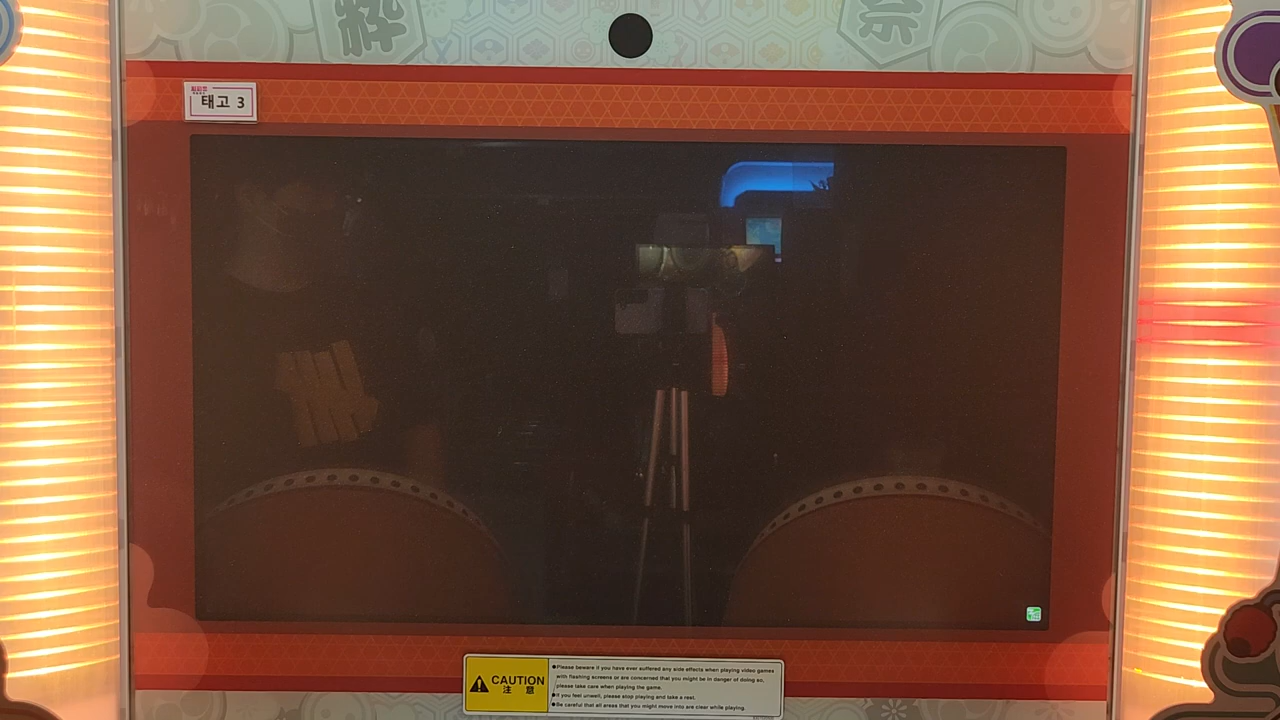 粋
祭
태고 3
CAUTION
注 意
●Please beware if you have ever suffered any side effects when playing video games
with flashing screens or are concerned that you might be in danger of doing so,
please take care when playing the game.
●If you feel unwell, please stop playing and take a rest.
●Be careful that all areas that you might move into are clear while playing.